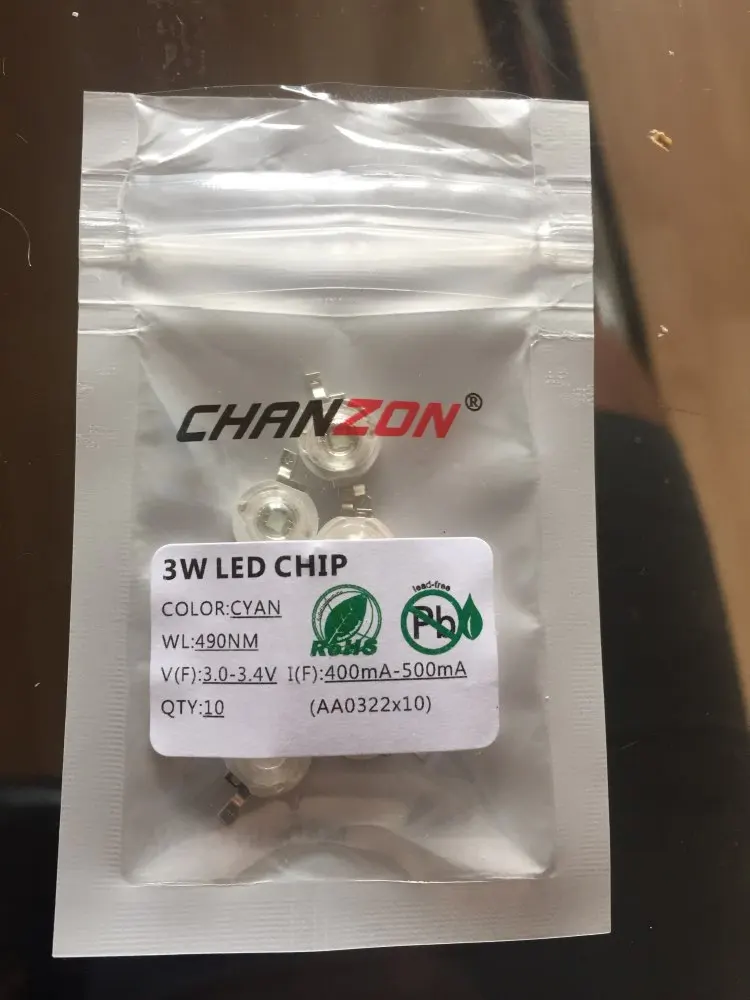 CHANZON®
3W LED CHIP
COLOR:CYAN
WL:490NM
RoHS
lead-free
Pb
V(F):3.0-3.4V I(F):400mA-500mA
QTY:10 (AA0322x10)